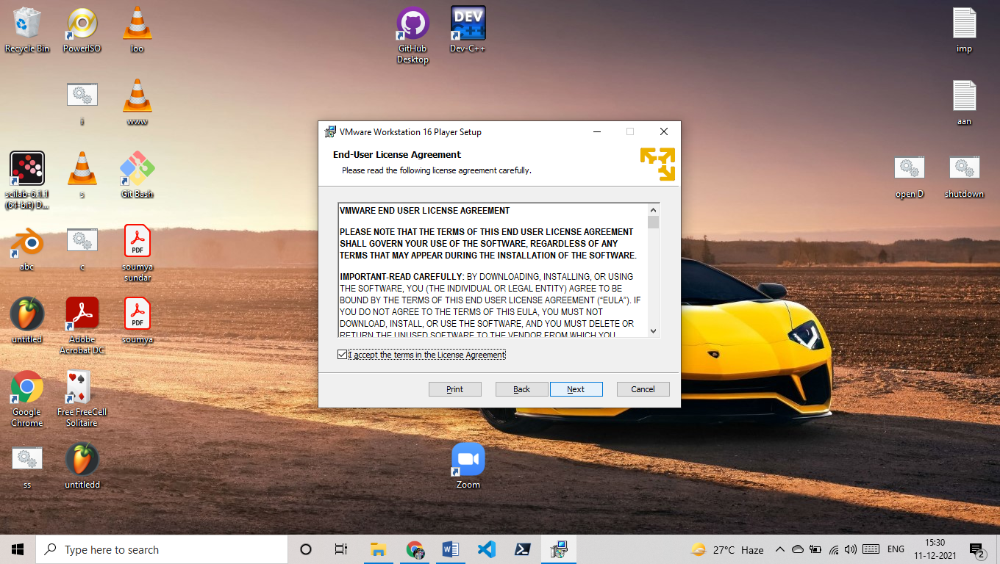 Recycle Bin
PowerISO
loo
i
www
scilab-6.1.1
(64-bit) D...
s
Git Bash
abc
c
PDF
soumya
sundar
untitled
Adobe
Acrobat DC
PDF
soumya
Google
Chrome
Free FreeCell
Solitaire
ss
untitledd
GitHub
Desktop
DEV
C++
Dev-C++
Zoom
imp
aan
open D
shutdown
VMware Workstation 16 Player Setup
End-User License Agreement
Please read the following license agreement carefully.
VMWARE END USER LICENSE AGREEMENT
PLEASE NOTE THAT THE TERMS OF THIS END USER LICENSE AGREEMENT
SHALL GOVERN YOUR USE OF THE SOFTWARE, REGARDLESS OF ANY
TERMS THAT MAY APPEAR DURING THE INSTALLATION OF THE SOFTWARE.
IMPORTANT-READ CAREFULLY: BY DOWNLOADING, INSTALLING, OR USING
THE SOFTWARE, YOU (THE INDIVIDUAL OR LEGAL ENTITY) AGREE TO BE
BOUND BY THE TERMS OF THIS END USER LICENSE AGREEMENT (“EULA”). IF
YOU DO NOT AGREE TO THE TERMS OF THIS EULA, YOU MUST NOT
DOWNLOAD, INSTALL, OR USE THE SOFTWARE, AND YOU MUST DELETE OR
RETURN THE UNUSED SOFTWARE TO THE VENDOR FROM WHICH YOU
I accept the terms in the License Agreement
Print
Back
Next
Cancel
Type here to search
27°C Haze
ENG
15:30
11-12-2021
2